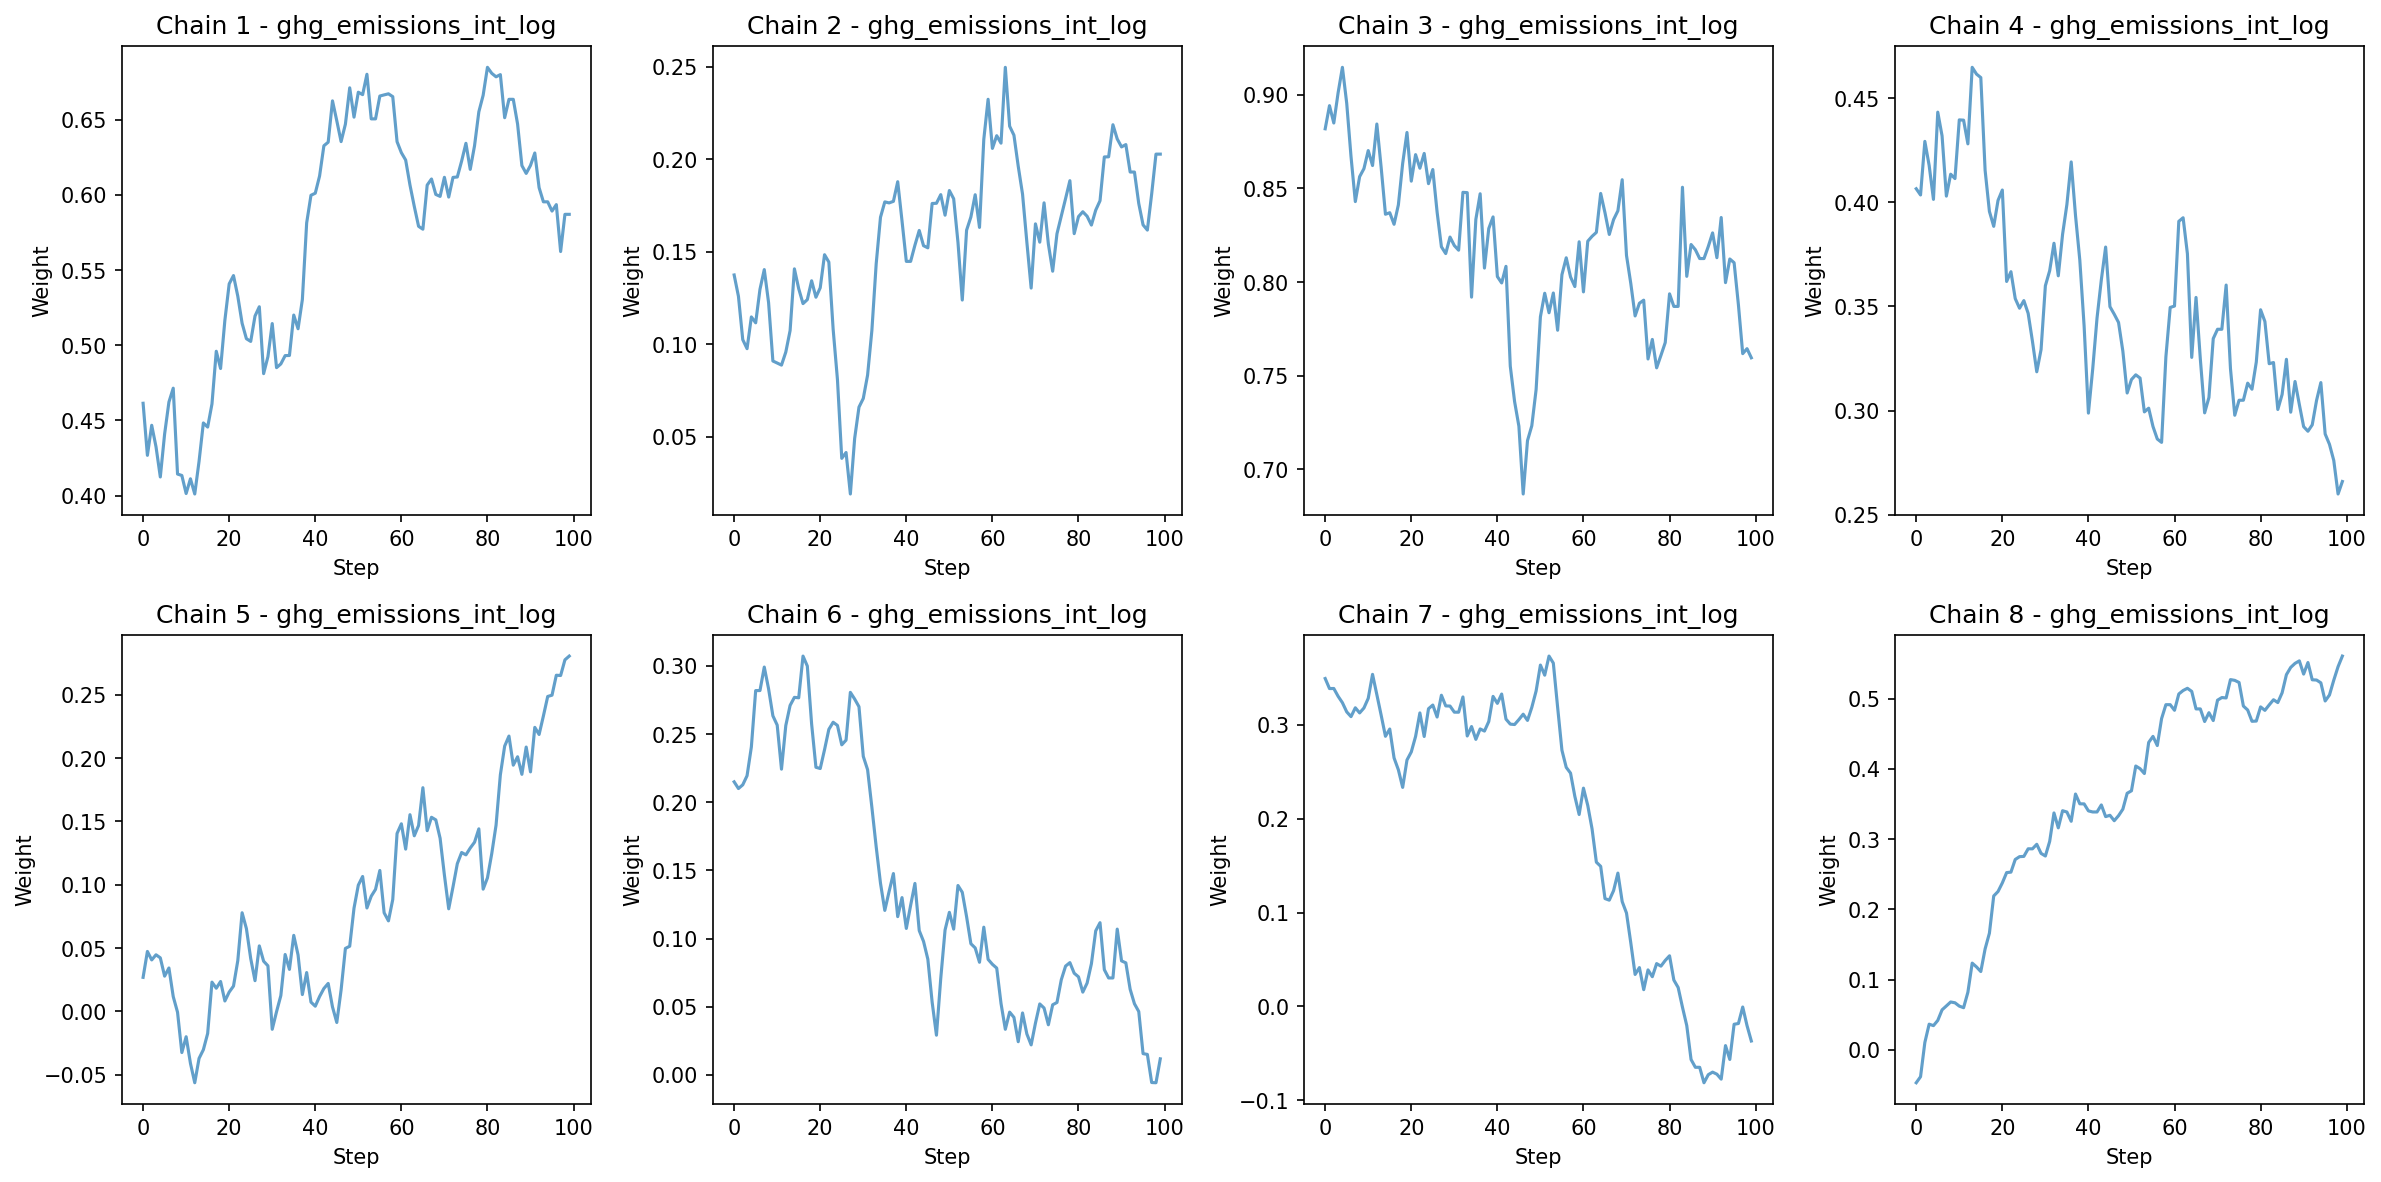 Chain 1 - ghg_emissions_int_log
Weight
0.65
0.60
0.55
0.50
0.45
0.40
0 20 40 60 80 100
Step
Chain 2 - ghg_emissions_int_log
Weight
0.25
0.20
0.15
0.10
0.05
0 20 40 60 80 100
Step
Chain 3 - ghg_emissions_int_log
Weight
0.90
0.85
0.80
0.75
0.70
0 20 40 60 80 100
Step
Chain 4 - ghg_emissions_int_log
Weight
0.45
0.40
0.35
0.30
0.25
0 20 40 60 80 100
Step
Chain 5 - ghg_emissions_int_log
Weight
0.25
0.20
0.15
0.10
0.05
0.00
−0.05
0 20 40 60 80 100
Step
Chain 6 - ghg_emissions_int_log
Weight
0.30
0.25
0.20
0.15
0.10
0.05
0.00
0 20 40 60 80 100
Step
Chain 7 - ghg_emissions_int_log
Weight
0.3
0.2
0.1
0.0
−0.1
0 20 40 60 80 100
Step
Chain 8 - ghg_emissions_int_log
Weight
0.5
0.4
0.3
0.2
0.1
0.0
0 20 40 60 80 100
Step